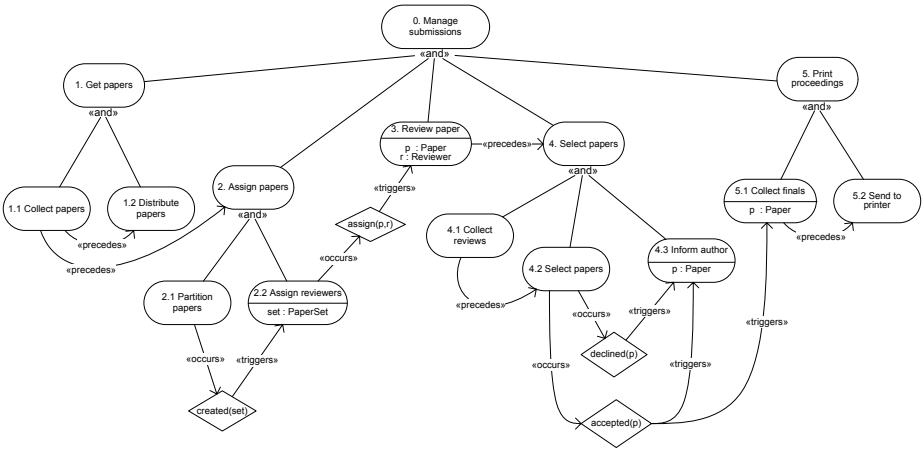 0. Manage
submissions
«and»
1. Get papers
«and»
5. Print
proceedings
«and»
3. Review paper
p : Paper
r : Reviewer
«precedes»
4. Select papers
«and»
2. Assign papers
«and»
«triggers»
1.1 Collect papers
1.2 Distribute
papers
«precedes»
«precedes»
assign(p,r)
«occurs»
4.1 Collect
reviews
5.1 Collect finals
p : Paper
5.2 Send to
printer
«precedes»
4.3 Inform author
p : Paper
4.2 Select papers
«precedes»
2.1 Partition
papers
2.2 Assign reviewers
set : PaperSet
«occurs»
«triggers»
«triggers»
«occurs»
«triggers»
declined(p)
«occurs»
«triggers»
created(set)
accepted(p)